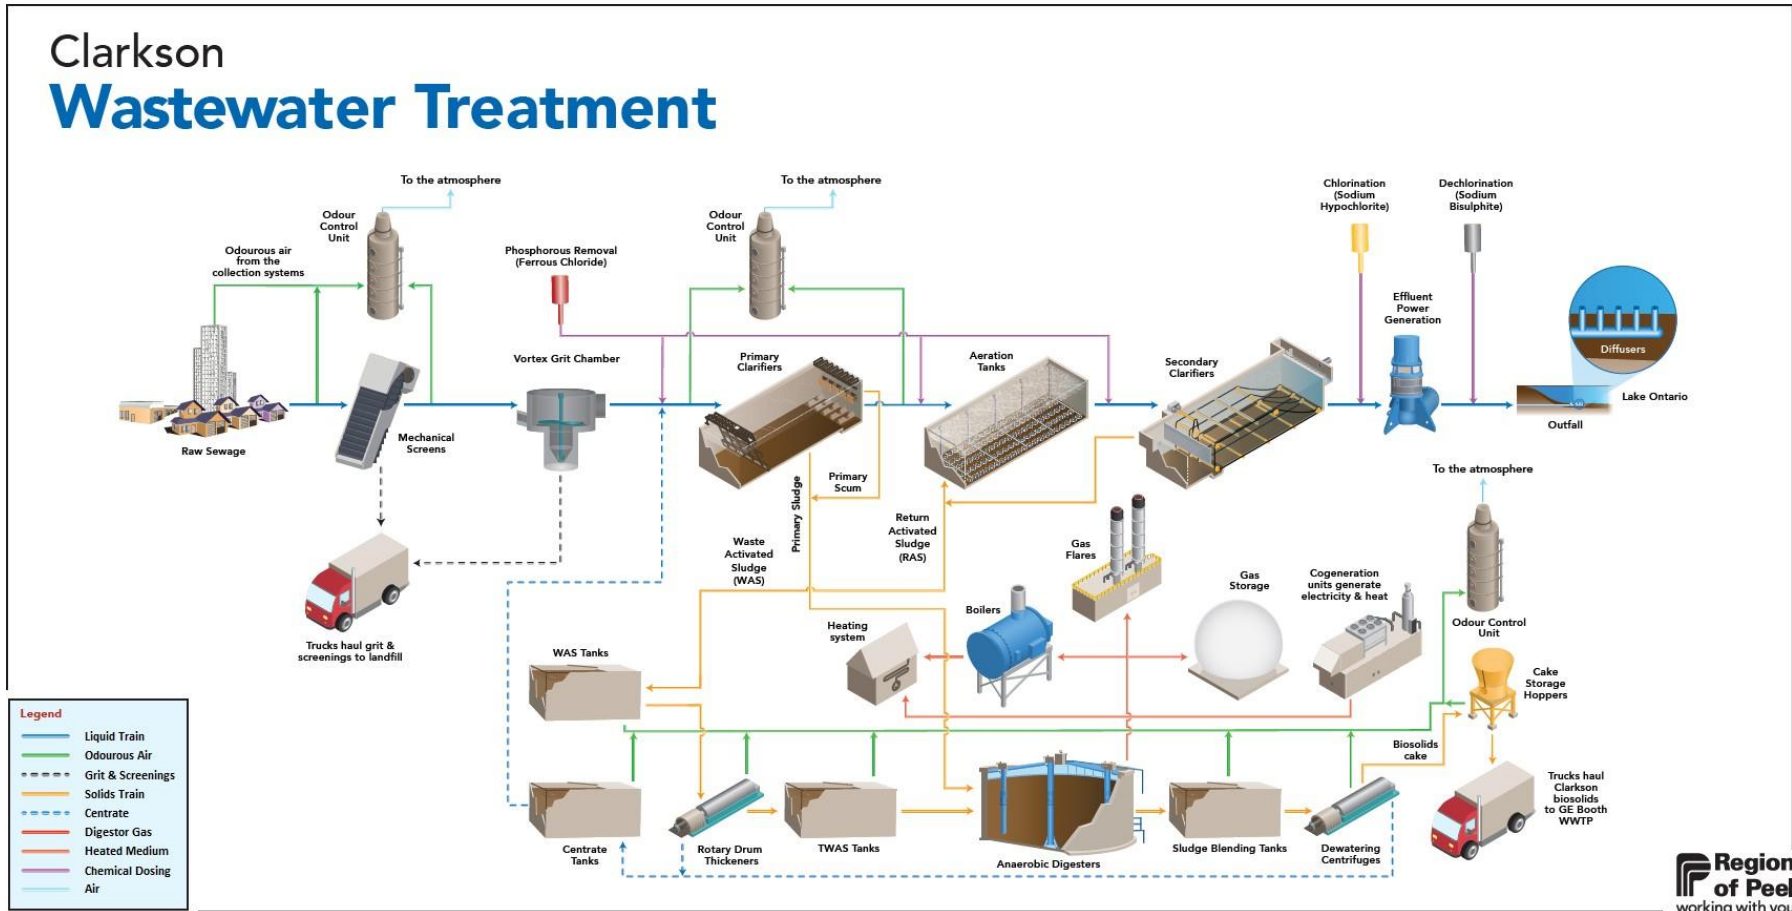 Clarkson
Wastewater Treatment
To the atmosphere
To the atmosphere
Odour
Control
Unit
Odour
Control
Unit
Chlorination
(Sodium
Hypochlorite)
Dechlorination
(Sodium
Bisulphite)
Odourous air
from the
collection systems
Phosphorous Removal
(Ferrous Chloride)
Effluent
Power
Generation
Diffusers
Vortex Grit Chamber
Primary
Clarifiers
Aeration
Tanks
Secondary
Clarifiers
Lake Ontario
Outfall
Raw Sewage
Mechanical
Screens
To the atmosphere
Primary
Scum
Primary Sludge
Return
Activated
Sludge
(RAS)
Waste
Activated
Sludge
(WAS)
Gas
Flares
Gas
Storage
Cogeneration
units generate
electricity & heat
Boilers
Heating
system
Odour Control
Unit
Trucks haul grit &
screenings to landfill
WAS Tanks
Cake
Storage
Hoppers
Biosolids
cake
Trucks haul
Clarkson
biosolids
to GE Booth
WWTP
Centrate
Tanks
Rotary Drum
Thickeners
TWAS Tanks
Anaerobic Digesters
Sludge Blending Tanks
Dewatering
Centrifuges
Legend
Liquid Train
Odourous Air
Grit & Screenings
Solids Train
Centrate
Digestor Gas
Heated Medium
Chemical Dosing
Air
Region
of Peel
working with you